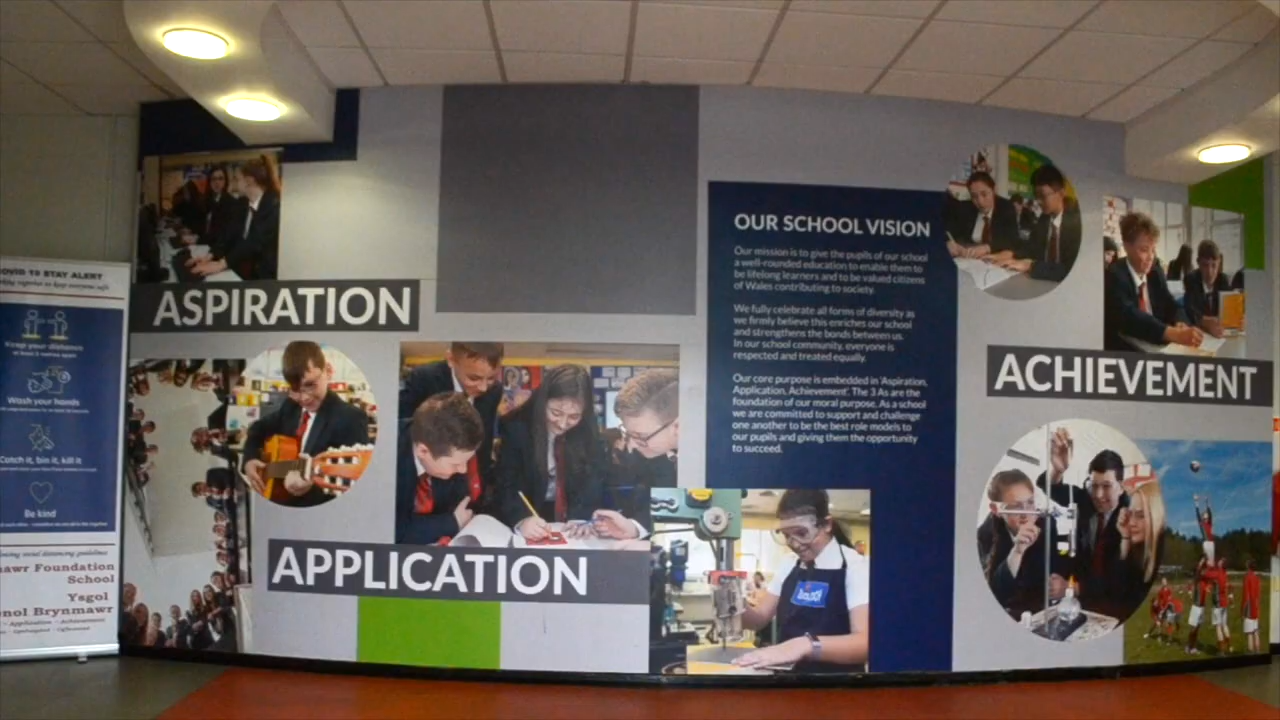 COVID 19 STAY ALERT
Keep your distance
Wash your hands
Catch it, bin it, kill it
Be kind
Foundation
School
Ysgol
Brynmawr
- Application - Achievement
ASPIRATION
APPLICATION
OUR SCHOOL VISION
Our mission is to give the pupils of our school
a well-rounded education to enable them to
be lifelong learners and to be valued citizens
of Wales contributing to society.
We fully celebrate all forms of diversity as
we firmly believe this enriches our school
and strengthens the bonds between us.
In our school community, everyone is
respected and treated equally.
Our core purpose is embedded in 'Aspiration,
Application, Achievement'. The 3 As are the
foundation of our moral purpose. As a school
we are committed to support and challenge
one another to be the best role models to
our pupils and giving them the opportunity
to succeed.
ACHIEVEMENT